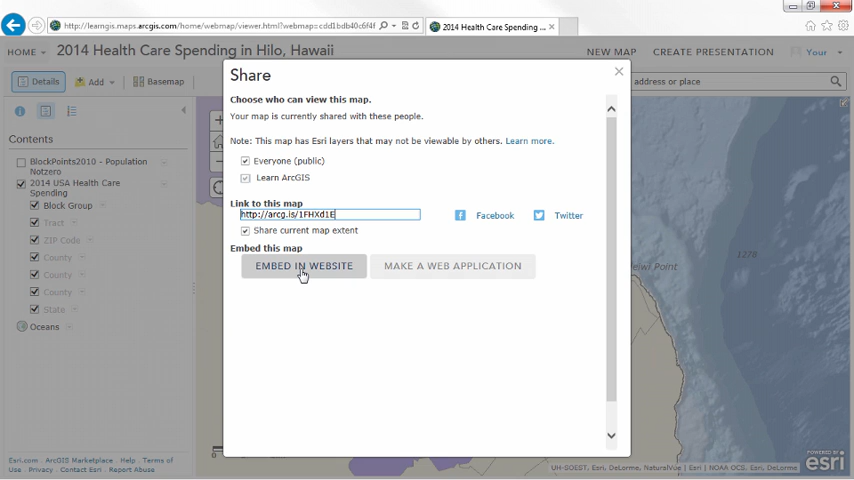 http://learngis.maps.arcgis.com/home/webmap/viewer.html?webmap=cdd1bdb40c6f4f
2014 Health Care Spending ...
HOME
2014 Health Care Spending in Hilo, Hawaii
NEW MAP
CREATE PRESENTATION
Your
Details
Add
Basemap
address or place
Share
Choose who can view this map.
Your map is currently shared with these people.
Note: This map has Esri layers that may not be viewable by others. Learn more.
Everyone (public)
Learn ArcGIS
Link to this map
http://arcg.is/1FHXd1E
Facebook
Twitter
Share current map extent
Embed this map
EMBED IN WEBSITE
MAKE A WEB APPLICATION
Contents
BlockPoints2010 - Population
Notzero
2014 USA Health Care
Spending
Block Group
Tract
ZIP Code
County
County
County
State
Oceans
1278
Point
Esri.com · ArcGIS Marketplace · Help · Terms of
Use · Privacy · Contact Esri · Report Abuse
POWERED BY
esri
UH-SOEST, Esri, DeLorme, NaturalVue | Esri | NOAA OCS, Esri, DeLorme